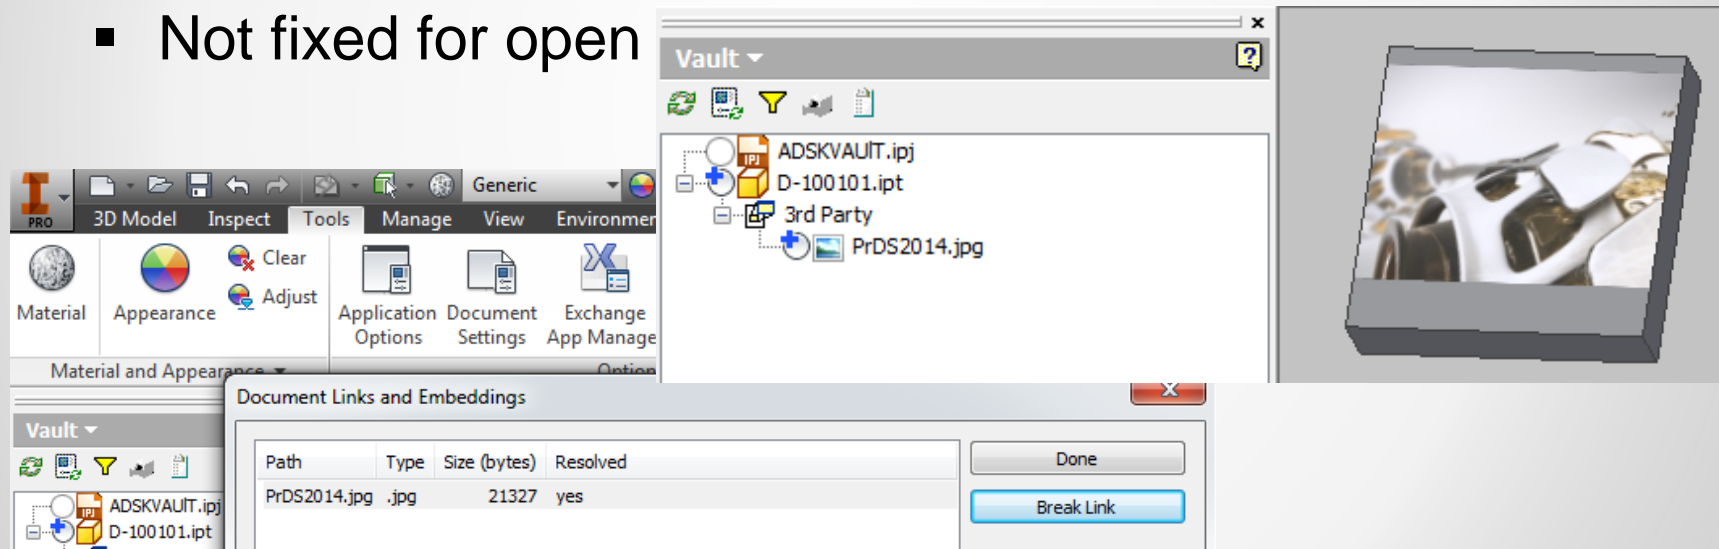 ▪ Not fixed for open
Vault
ADSKVAUlT.ipj
D-100101.ipt
3rd Party
PrDS2014.jpg
PRO
Generic
3D Model Inspect Tools Manage View Environmen
Material
Appearance
Clear
Adjust
Application Options
Document Settings
Exchange App Manage
Material and Appearance
Option
Vault
ADSKVAUlT.ipj
D-100101.ipt
Document Links and Embeddings
Path Type Size (bytes) Resolved
PrDS2014.jpg .jpg 21327 yes
Done
Break Link